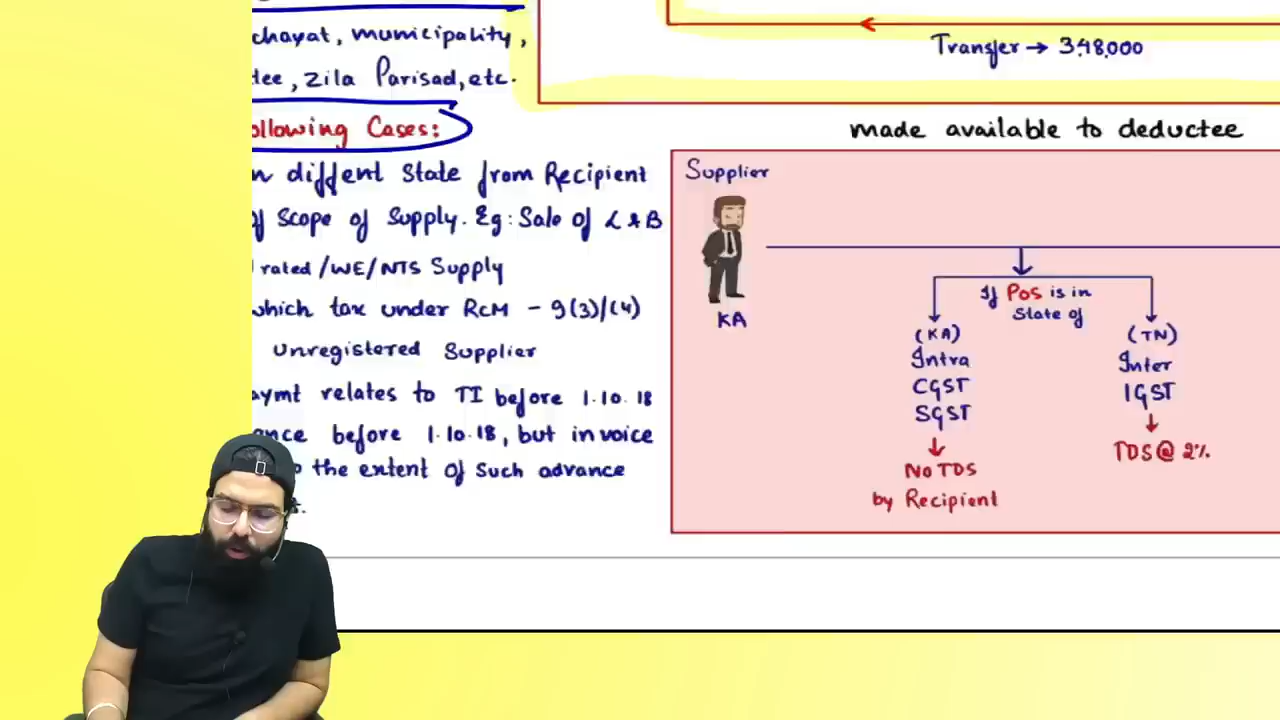 chayat, municipality,
tee, Zila Parisad, etc.
ollowing Cases:
n diffent State from Recipient
of Scope of Supply. Eg: Sale of L & B
rated/WE/NTS Supply
which tax under RCM - 9(3)/(4)
unregistered Supplier
aymt relates to TI before 1.10.18
ance before 1.10.18, but invoice
o the extent of Such advance
t.
Transfer → 3,48,000
made available to deductee
Supplier
KA
If POS is in
State of
(KA)
Intra
CGST
SGST
No TDS
by Recipient
(TN)
Inter
IGST
TDS @ 2%